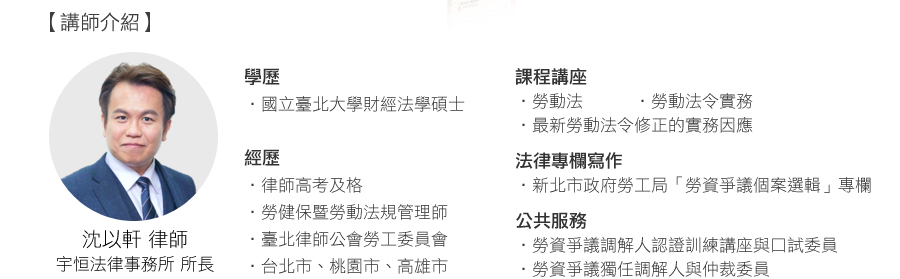 【講師介紹】
沈以軒 律師
宇恒法律事務所 所長
學歷
・國立臺北大學財經法學碩士
經歷
・律師高考及格
・勞健保暨勞動法規管理師
・臺北律師公會勞工委員會
・台北市、桃園市、高雄市
課程講座
・勞動法　・勞動法令實務
・最新勞動法令修正的實務因應
法律專欄寫作
・新北市政府勞工局「勞資爭議個案選輯」專欄
公共服務
・勞資爭議調解人認證訓練講座與口試委員
・勞資爭議獨任調解人與仲裁委員